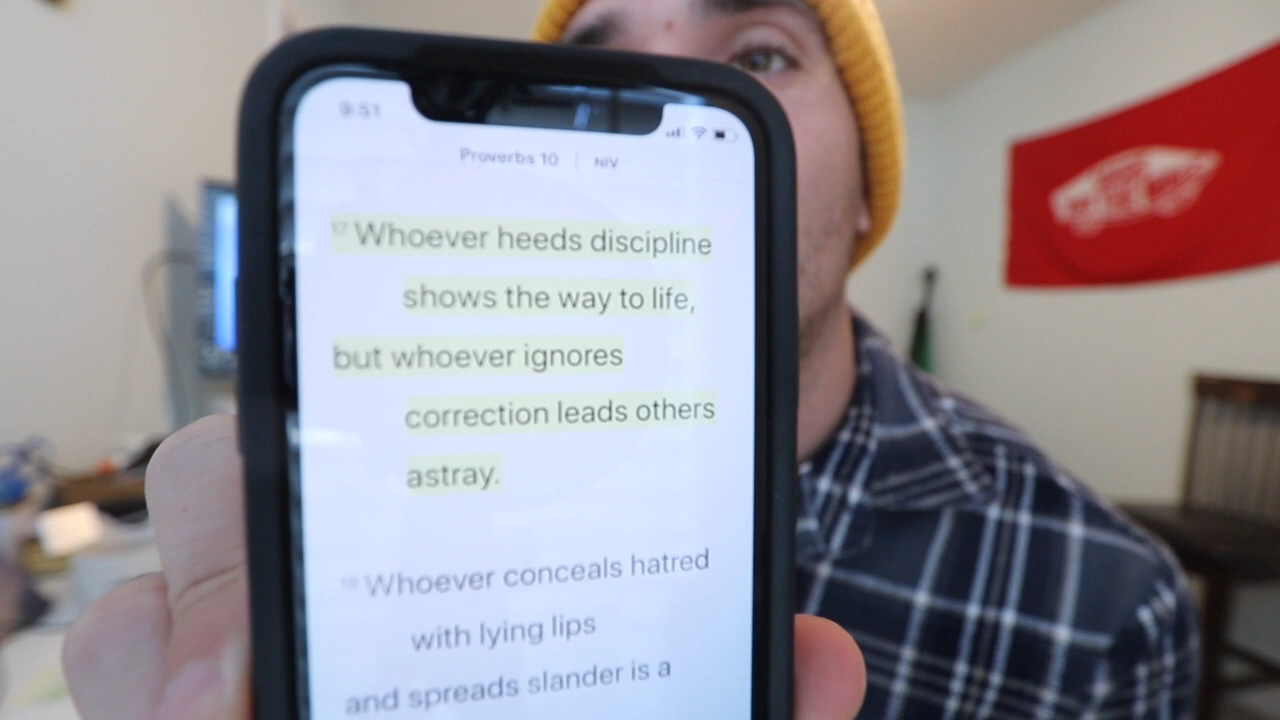 9:51
Proverbs 10 | NIV
17 Whoever heeds discipline
shows the way to life,
but whoever ignores
correction leads others
astray.
18 Whoever conceals hatred
with lying lips
and spreads slander is a